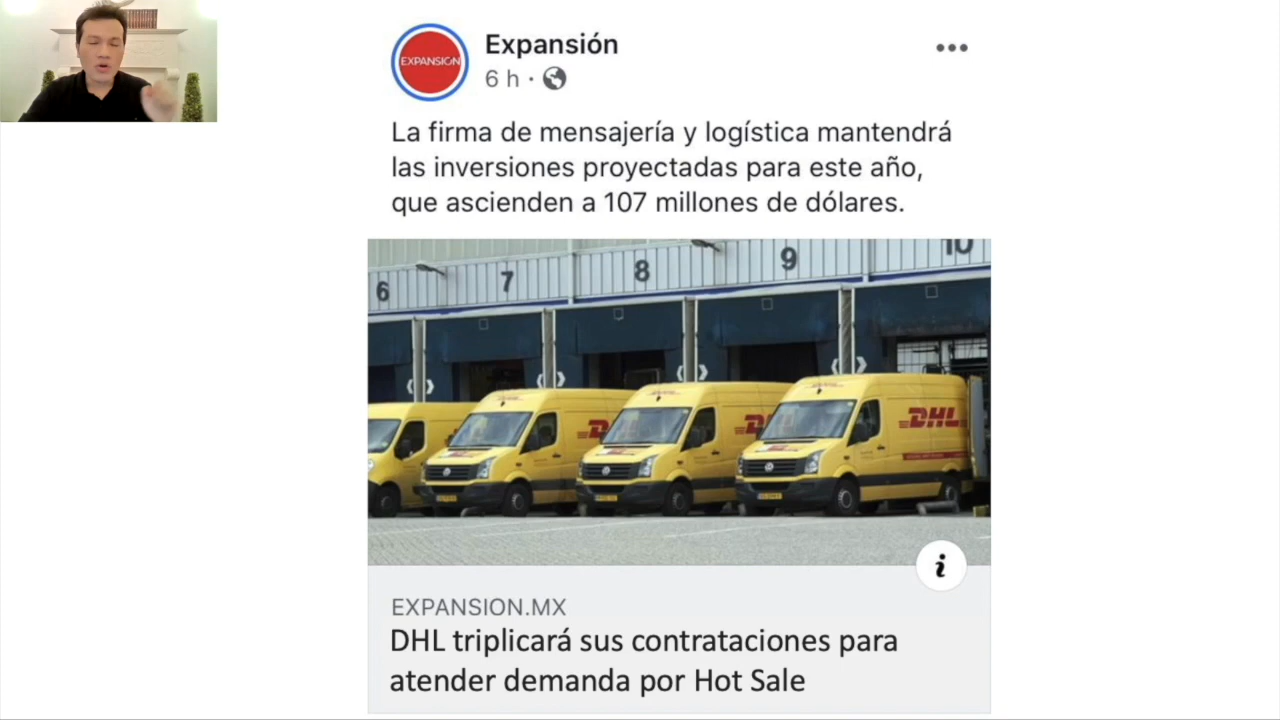 EXPANSIÓN
Expansión
6 h ·
La firma de mensajería y logística mantendrá
las inversiones proyectadas para este año,
que ascienden a 107 millones de dólares.
6
7
8
9
10
DHL
i
EXPANSION.MX
DHL triplicará sus contrataciones para
atender demanda por Hot Sale